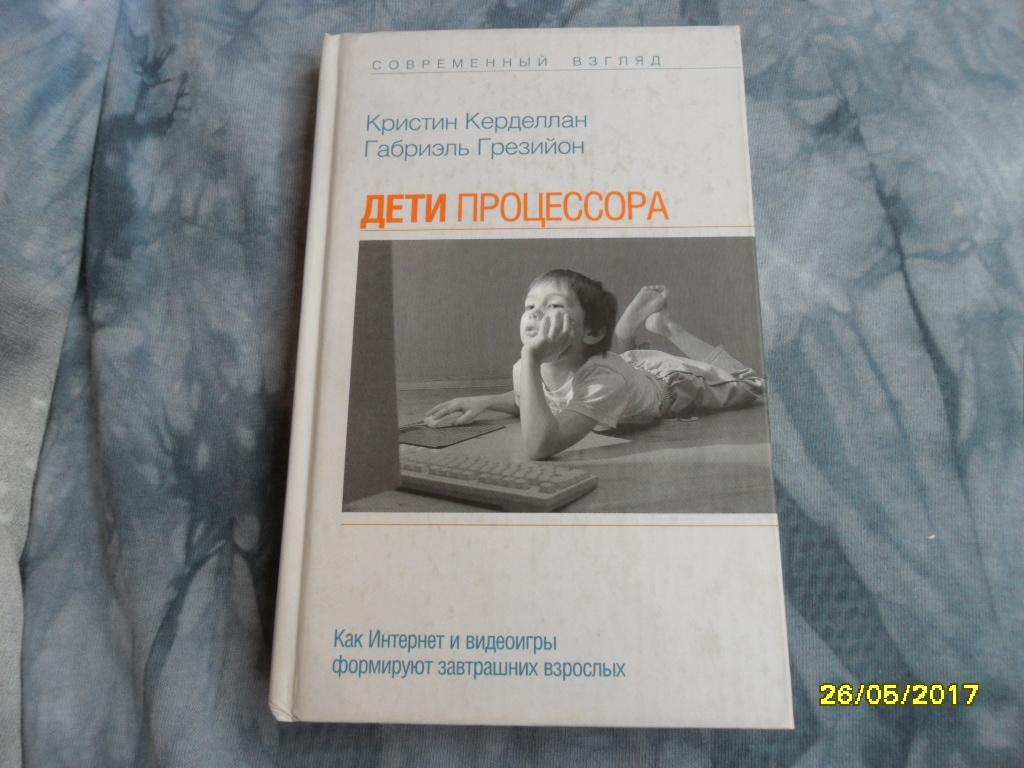 СОВРЕМЕННЫЙ ВЗГЛЯД
Кристин Керделлан
Габриэль Грезийон
ДЕТИ ПРОЦЕССОРА
Как Интернет и видеоигры
формируют завтрашних взрослых
26/05/2017